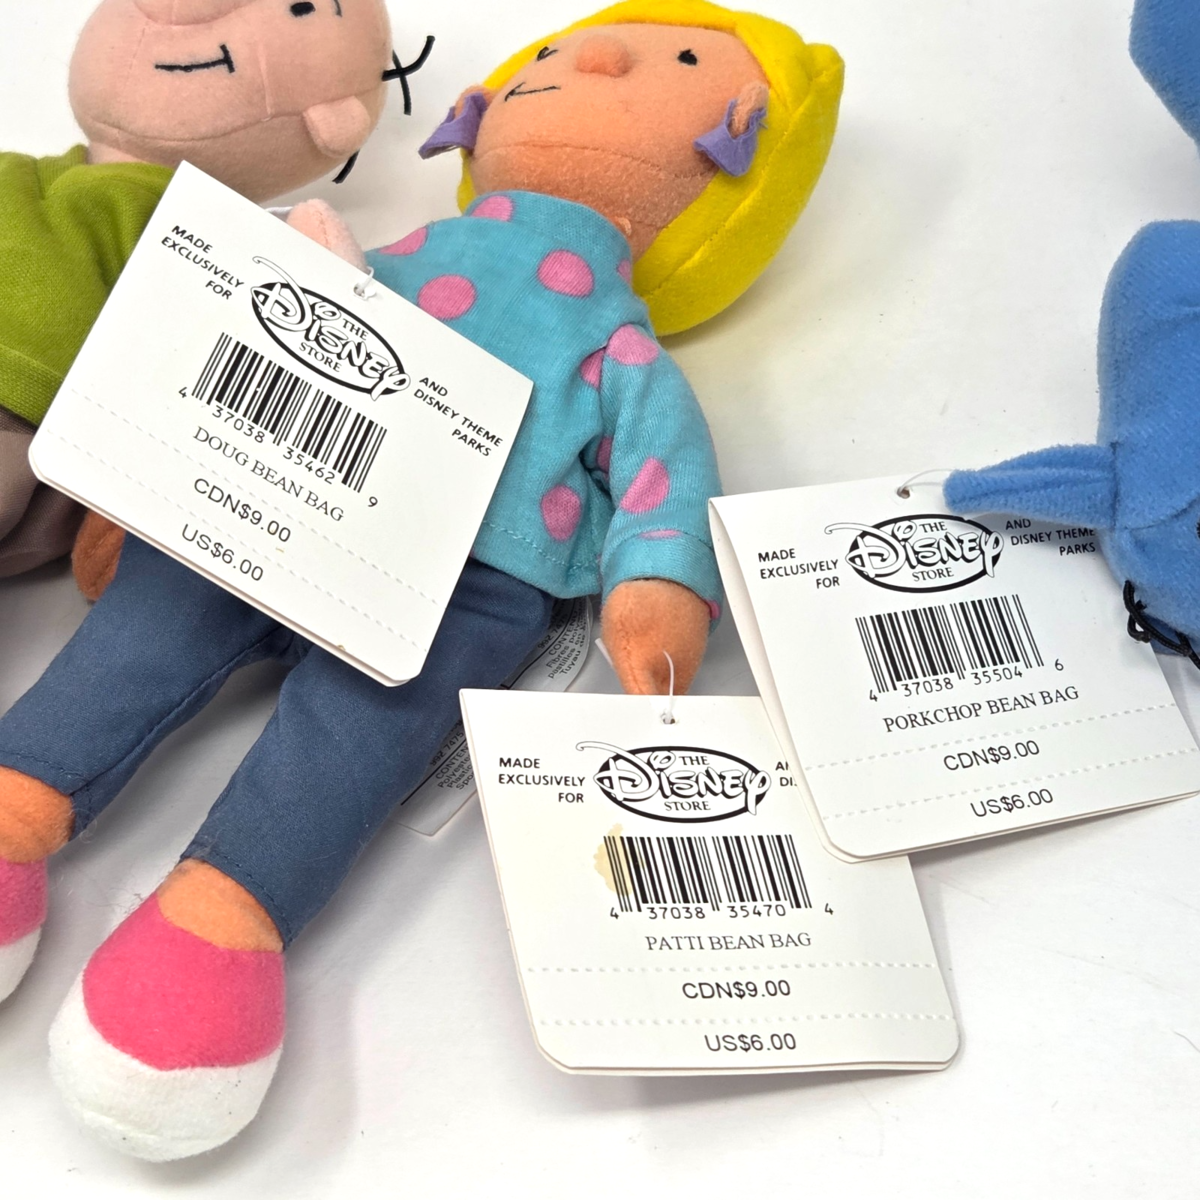 MADE
EXCLUSIVELY
FOR
THE
Disney
STORE
AND
DISNEY THEME
PARKS
4 37038 35462 9
DOUG BEAN BAG
CDN$9.00
US$6.00
MADE
EXCLUSIVELY
FOR
THE
Disney
STORE
AND
DISNEY THEME
PARKS
4 37038 35504 6
PORKCHOP BEAN BAG
CDN$9.00
US$6.00
MADE
EXCLUSIVELY
FOR
THE
Disney
STORE
4 37038 35470 4
PATTI BEAN BAG
CDN$9.00
US$6.00